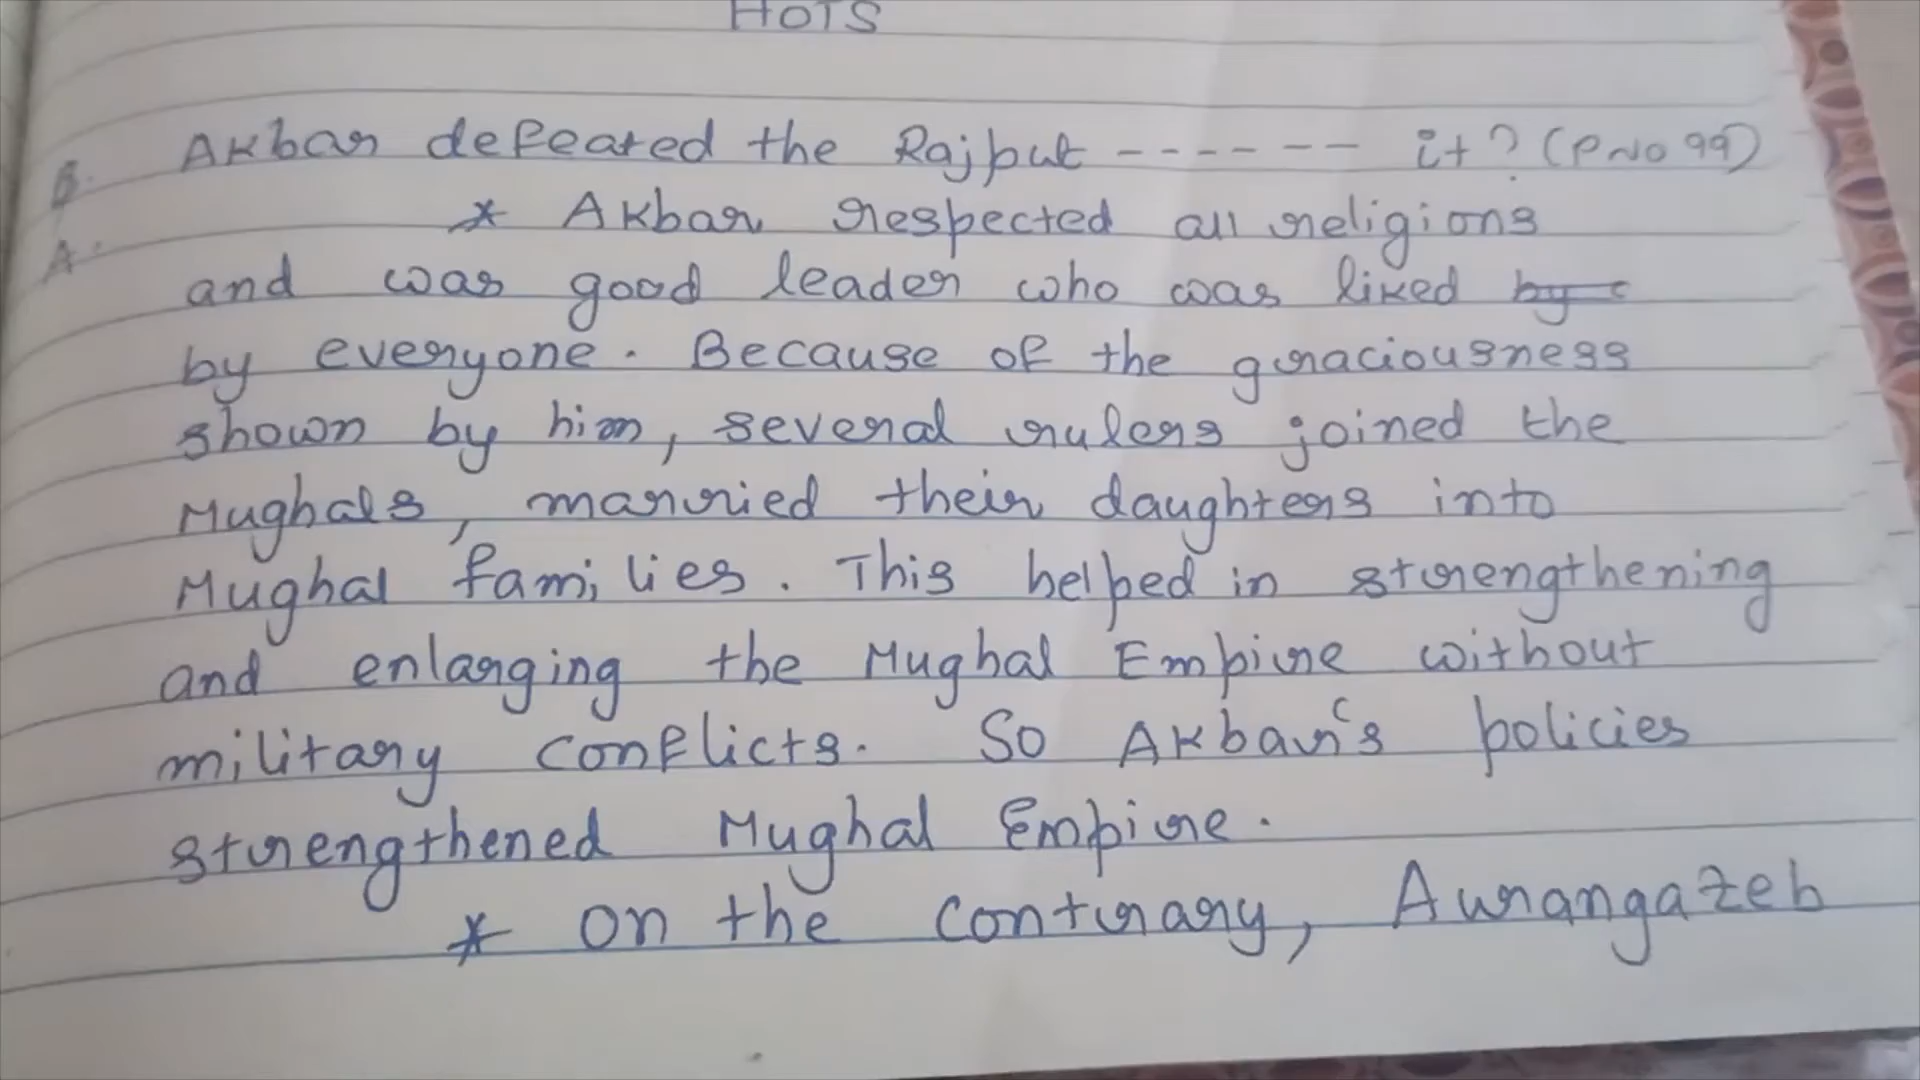 HOTS
Q. Akbar defeated the Rajput ------- it? (P No 99)
A. * Akbar respected all religions
and was good leader who was liked by
by everyone. Because of the graciousness
shown by him, several rulers joined the
Mughals, married their daughters into
Mughal families. This helped in strengthening
and enlarging the Mughal Empire without
military conflicts. So Akbar's policies
strengthened Mughal Empire.
* On the contrary, Aurangazeb